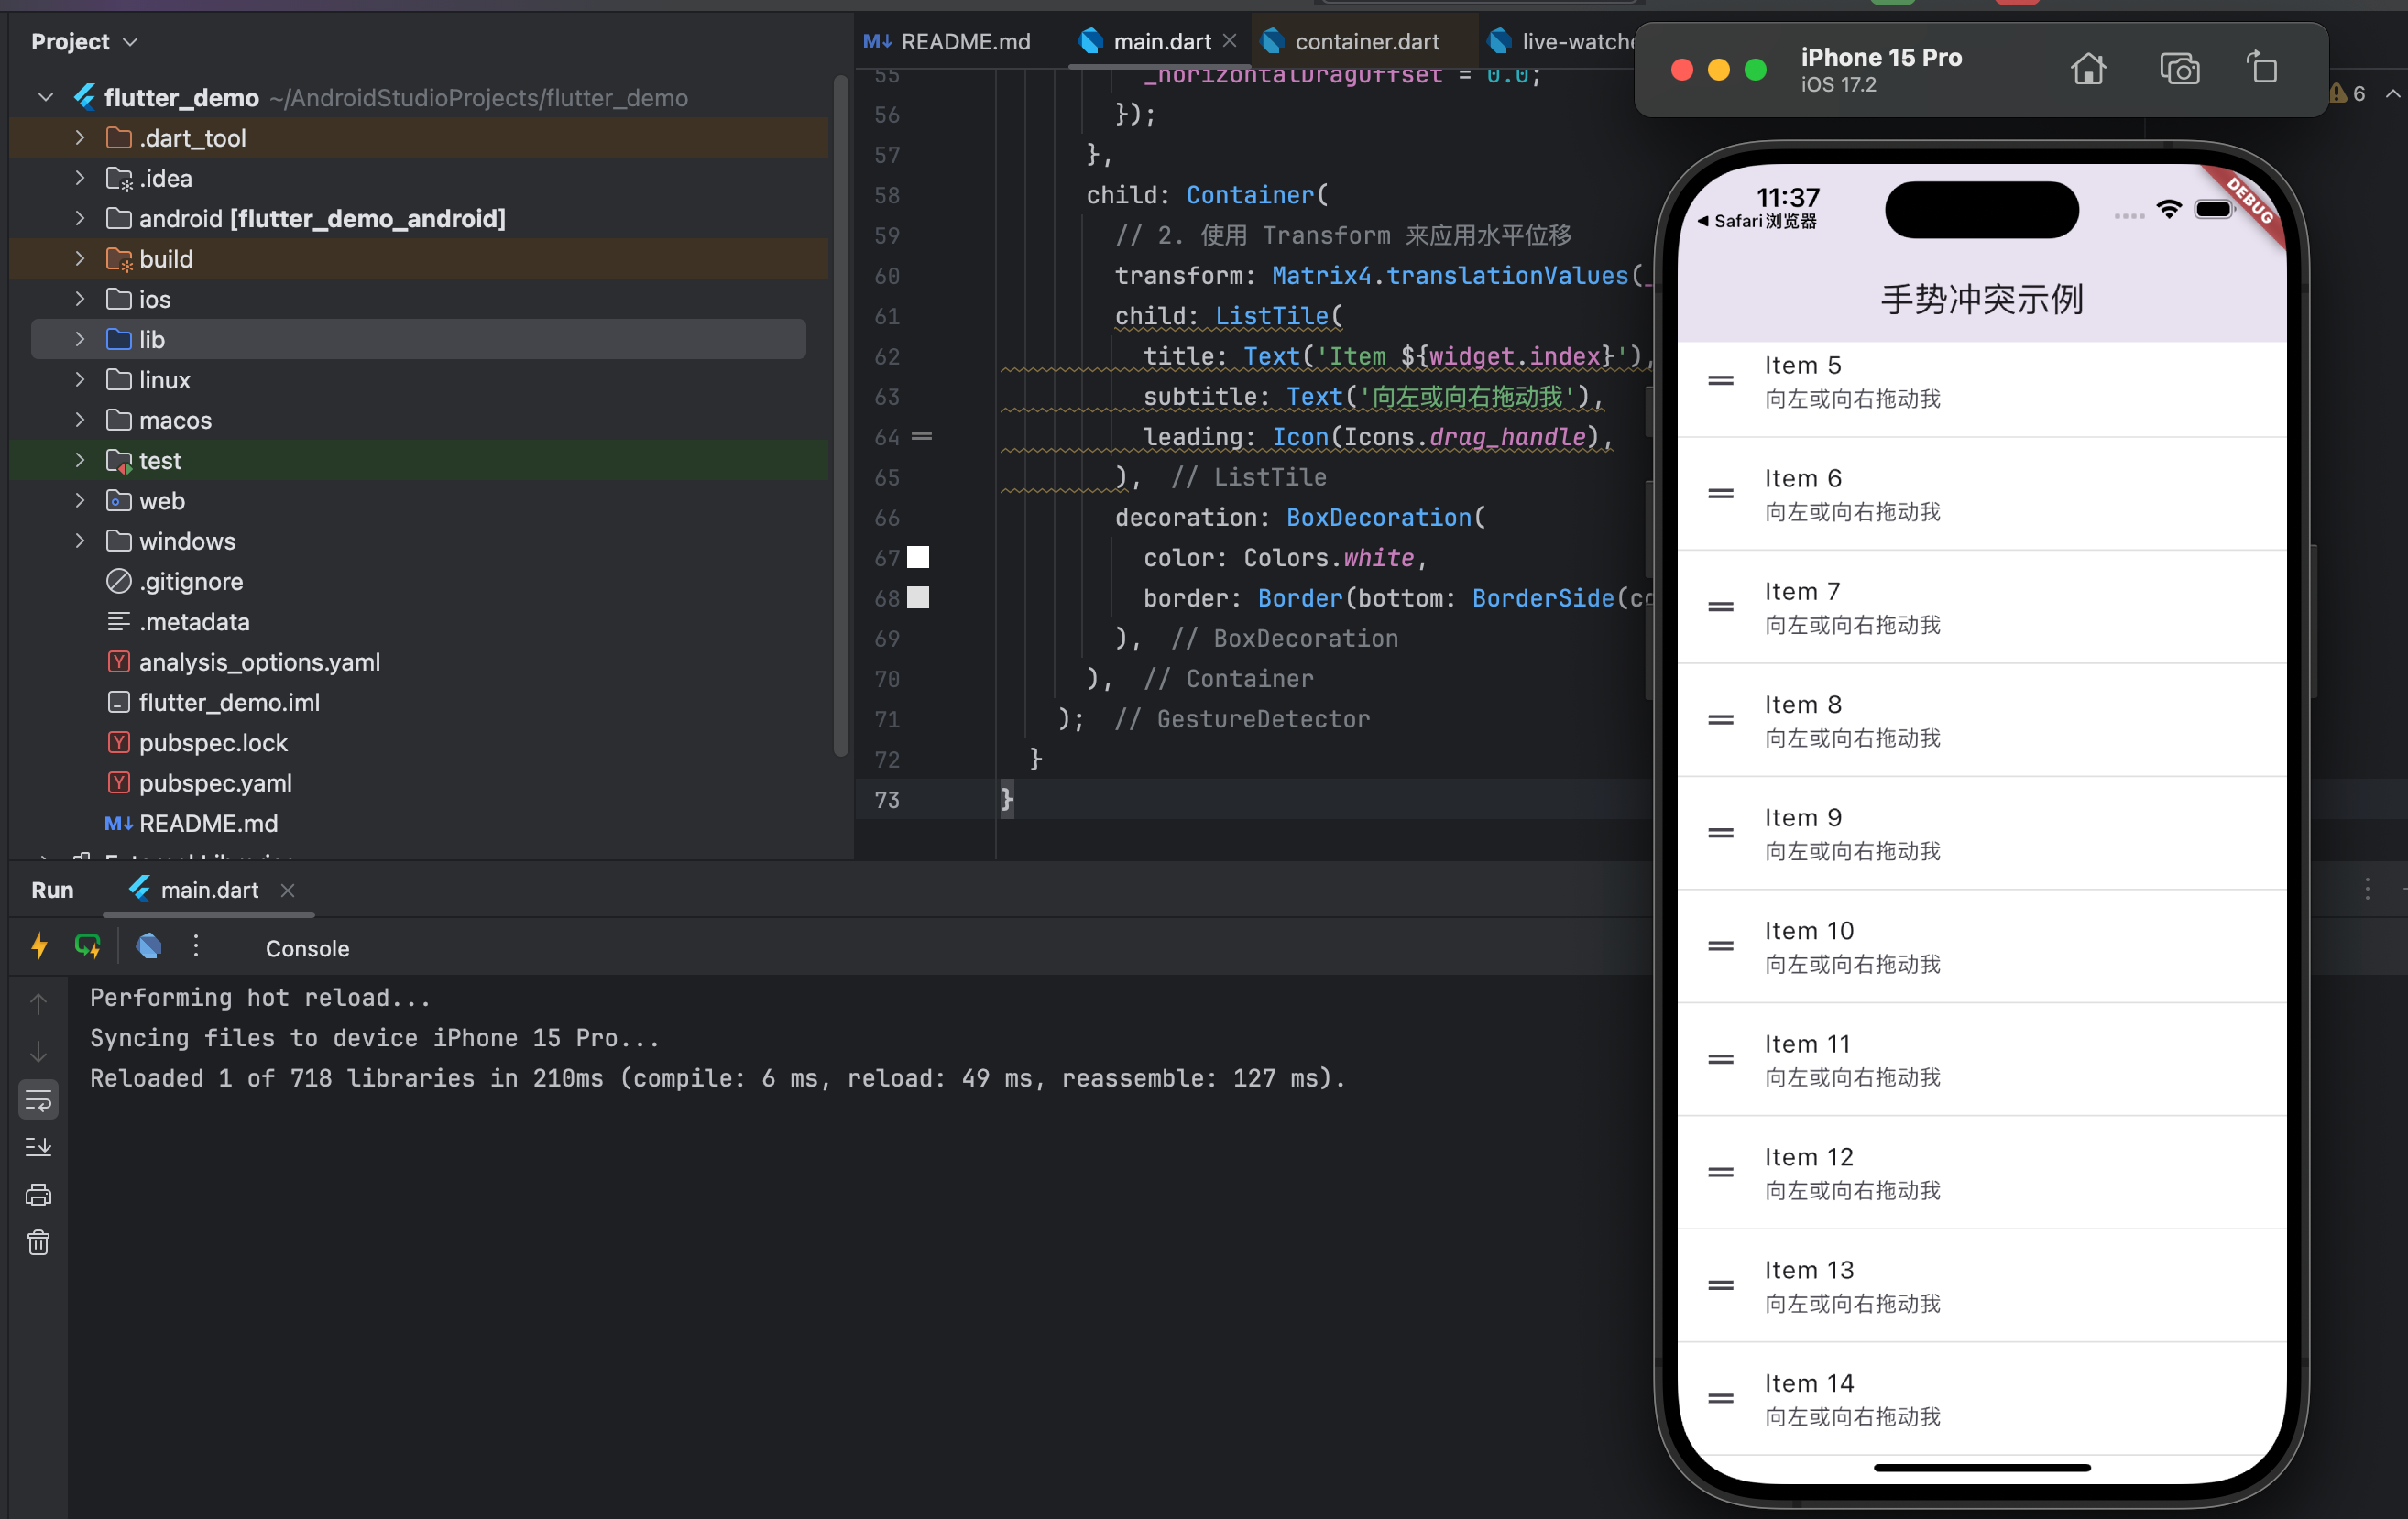 Project
flutter_demo ~/AndroidStudioProjects/flutter_demo
.dart_tool
.idea
android [flutter_demo_android]
build
ios
lib
linux
macos
test
web
windows
.gitignore
.metadata
analysis_options.yaml
flutter_demo.iml
pubspec.lock
pubspec.yaml
README.md
README.md
main.dart
container.dart
live-watche
6
55 _horizontalDragOffset = 0.0;
56 });
57 },
58 child: Container(
59 // 2. 使用 Transform 来应用水平位移
60 transform: Matrix4.translationValues(_
61 child: ListTile(
62 title: Text('Item ${widget.index}'),
63 subtitle: Text('向左或向右拖动我'),
64 leading: Icon(Icons.drag_handle),
65 ), // ListTile
66 decoration: BoxDecoration(
67 color: Colors.white,
68 border: Border(bottom: BorderSide(co
69 ), // BoxDecoration
70 ), // Container
71 ); // GestureDetector
72 }
73 }
Run
main.dart
Console
Performing hot reload...
Syncing files to device iPhone 15 Pro...
Reloaded 1 of 718 libraries in 210ms (compile: 6 ms, reload: 49 ms, reassemble: 127 ms).
iPhone 15 Pro
iOS 17.2
11:37
Safari浏览器
DEBUG
手势冲突示例
Item 5
向左或向右拖动我
Item 6
向左或向右拖动我
Item 7
向左或向右拖动我
Item 8
向左或向右拖动我
Item 9
向左或向右拖动我
Item 10
向左或向右拖动我
Item 11
向左或向右拖动我
Item 12
向左或向右拖动我
Item 13
向左或向右拖动我
Item 14
向左或向右拖动我